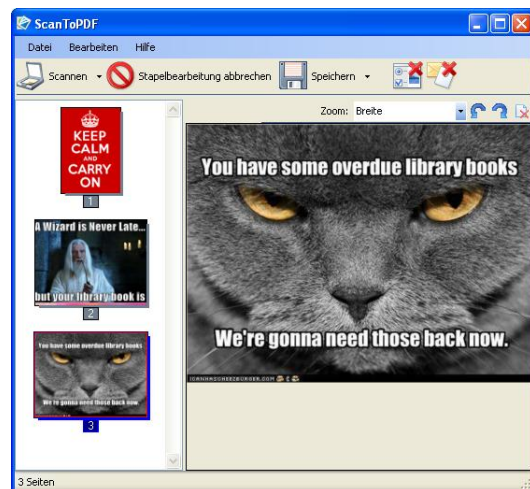 ScanToPDF
Datei Bearbeiten Hilfe
Scannen Stapelbearbeitung abbrechen Speichern
Zoom: Breite
KEEP
CALM
AND
CARRY
ON
1
A Wizard is Never Late...
but your library book is
2
You have some overdue library books
We're gonna need those back now.
3
You have some overdue library books
We're gonna need those back now.
ICANHASCHEEZBURGER.COM
3 Seiten